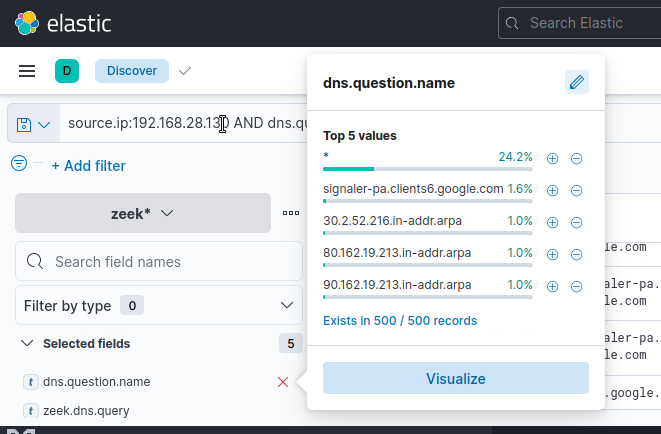 elastic
Search Elastic
D
Discover
source.ip:192.168.28.130 AND dns.qu
+ Add filter
zeek*
Search field names
Filter by type 0
Selected fields 5
t dns.question.name
t zeek.dns.query
dns.question.name
Top 5 values
* 24.2%
signaler-pa.clients6.google.com 1.6%
30.2.52.216.in-addr.arpa 1.0%
80.162.19.213.in-addr.arpa 1.0%
90.162.19.213.in-addr.arpa 1.0%
Exists in 500 / 500 records
Visualize
le.com
aler-pa.
le.com
aler-pa.
le.com
.google.